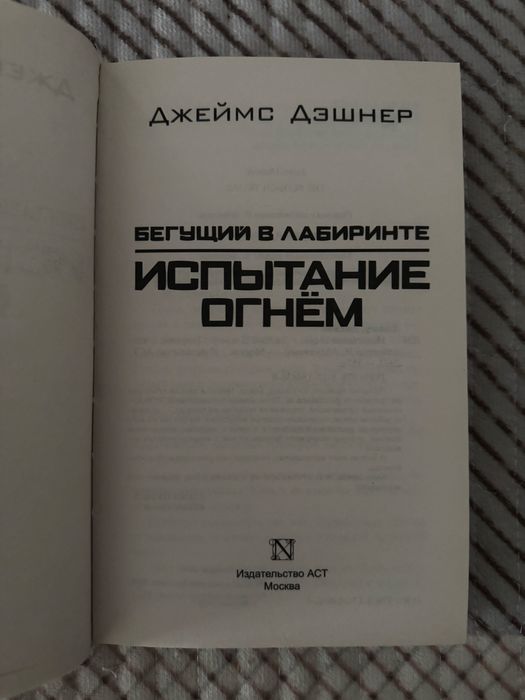 ДЖЕЙМС ДЭШНЕР
БЕГУЩИЙ В ЛАБИРИНТЕ
ИСПЫТАНИЕ
ОГНЁМ
N
Издательство АСТ
Москва